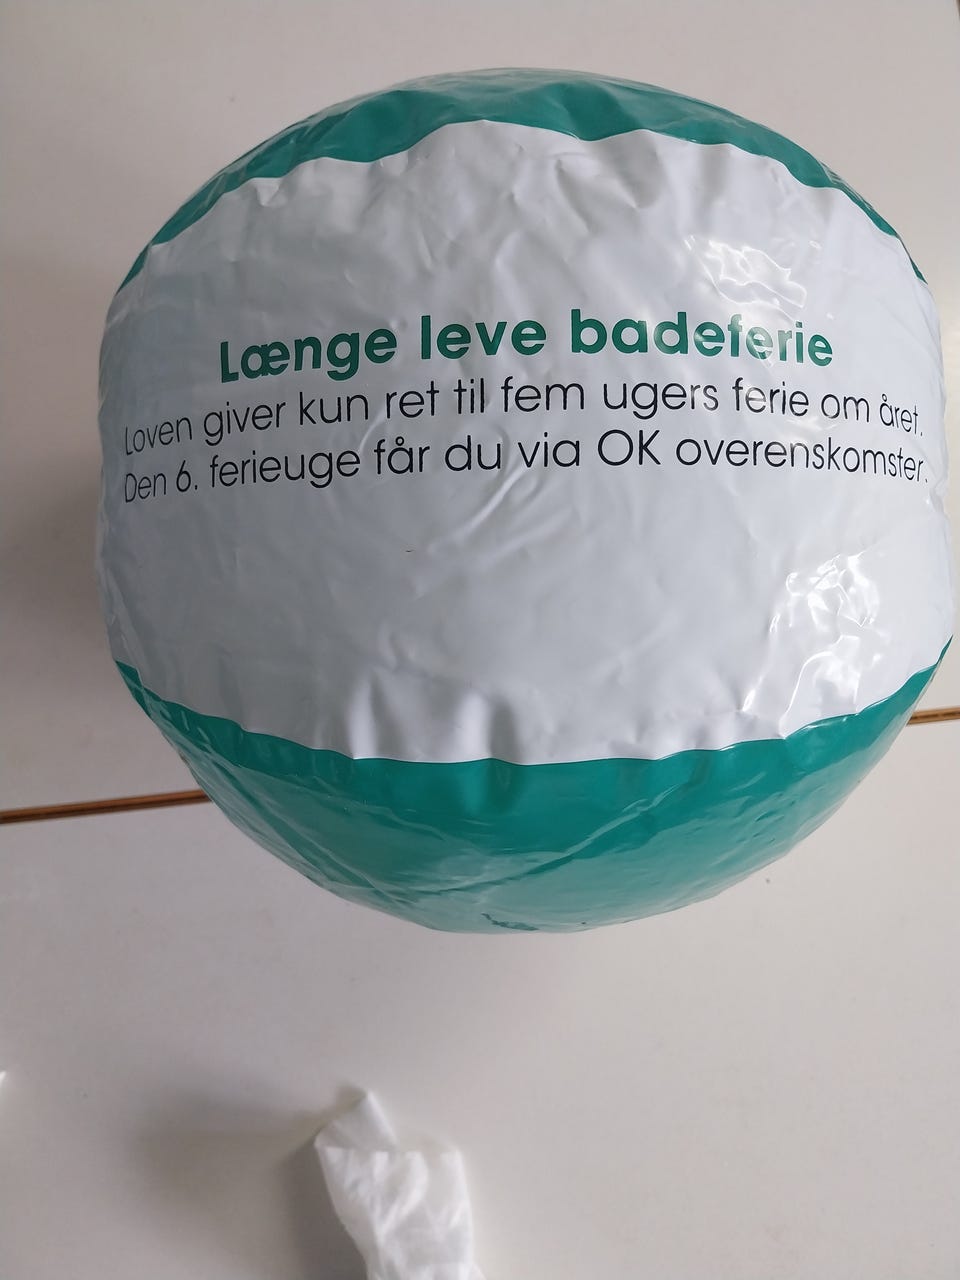 Længe leve badeferie
Loven giver kun ret til fem ugers ferie om året.
Den 6. ferieuge får du via OK overenskomster.